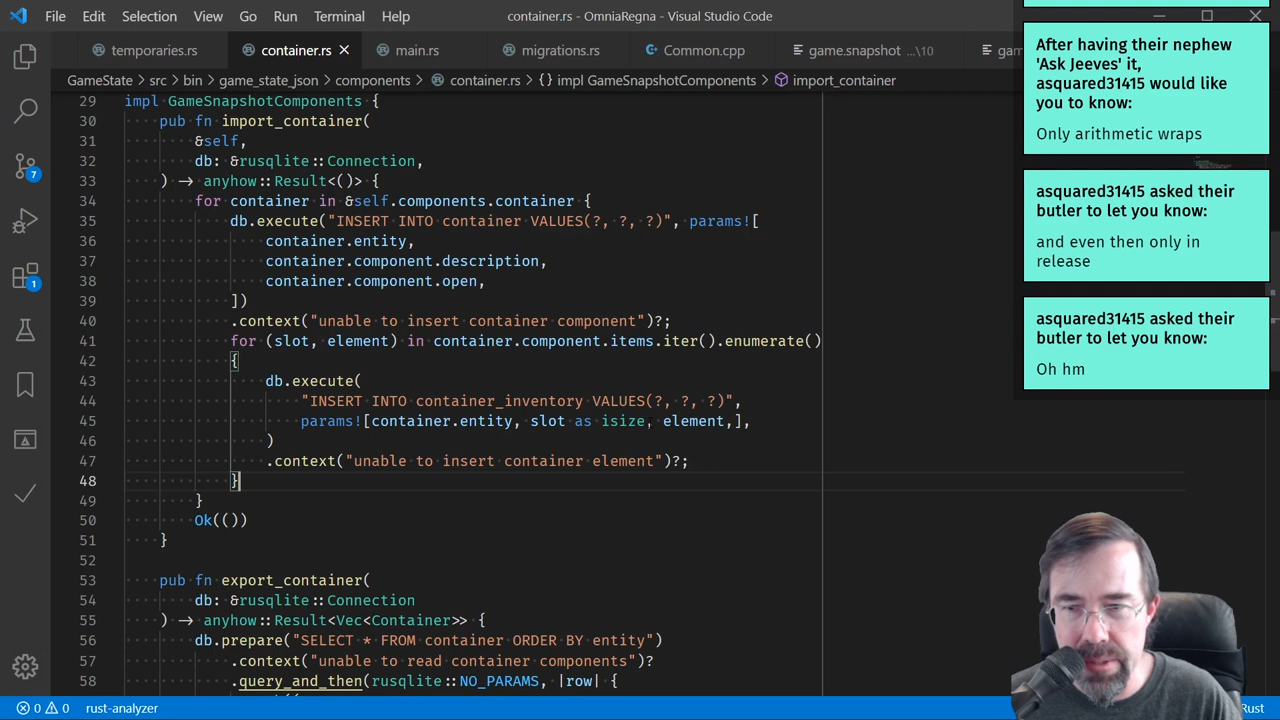 File Edit Selection View Go Run Terminal Help
container.rs - OmniaRegna - Visual Studio Code
temporaries.rs container.rs main.rs migrations.rs Common.cpp game.snapshot ...\10
GameState > src > bin > game_state_json > components > container.rs > {} impl GameSnapshotComponents > import_container
29 impl GameSnapshotComponents {
30 pub fn import_container(
31 &self,
32 db: &rusqlite::Connection,
33 ) -> anyhow::Result<()> {
34 for container in &self.components.container {
35 db.execute("INSERT INTO container VALUES(?, ?, ?)", params![
36 container.entity,
37 container.component.description,
38 container.component.open,
39 ])
40 .context("unable to insert container component")?;
41 for (slot, element) in container.component.items.iter().enumerate()
42 {
43 db.execute(
44 "INSERT INTO container_inventory VALUES(?, ?, ?)",
45 params![container.entity, slot as isize, element,],
46 )
47 .context("unable to insert container element")?;
48 }
49 }
50 Ok(())
51 }
52
53 pub fn export_container(
54 db: &rusqlite::Connection
55 ) -> anyhow::Result<Vec<Container>> {
56 db.prepare("SELECT * FROM container ORDER BY entity")
57 .context("unable to read container components")?
58 .query_and_then(rusqlite::NO_PARAMS, |row| {
7
1
0 0 rust-analyzer
Rust
After having their nephew
'Ask Jeeves' it,
asquared31415 would like
you to know:
Only arithmetic wraps
asquared31415 asked their
butler to let you know:
and even then only in
release
asquared31415 asked their
butler to let you know:
Oh hm